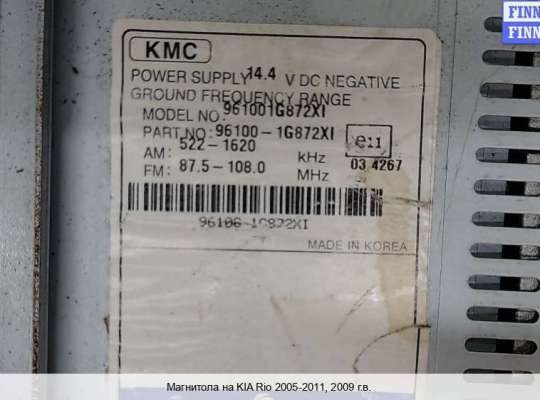 FINN
FINN
KMC
POWER SUPPLY 14.4 V DC NEGATIVE
GROUND FREQUENCY RANGE
MODEL NO: 961001G872XI
PART NO: 96100-1G872XI
e11
AM: 522-1620 kHz
03 4267
FM: 87.5-108.0 MHz
96100-1G872XI
MADE IN KOREA
Магнитола на KIA Rio 2005-2011, 2009 г.в.